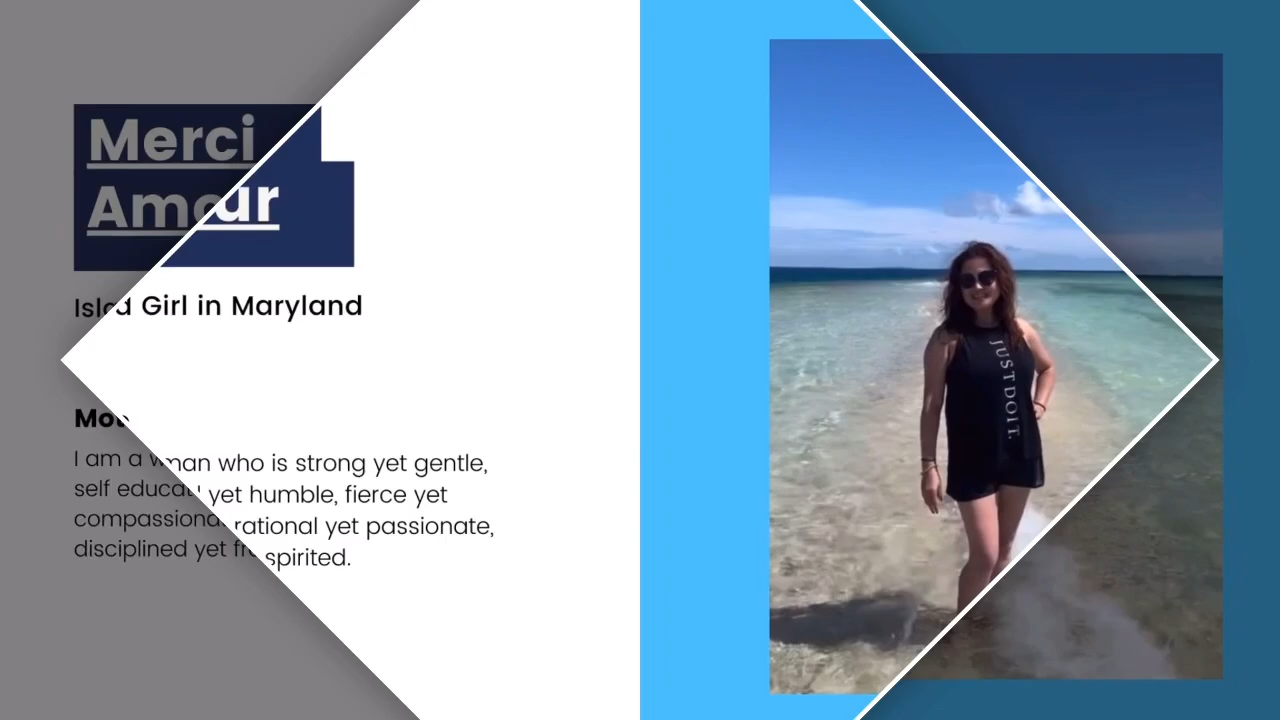 Merci
Amour
Island Girl in Maryland
I am a woman who is strong yet gentle,
self educated yet humble, fierce yet
compassionate, rational yet passionate,
disciplined yet free spirited.
JUST DO IT.